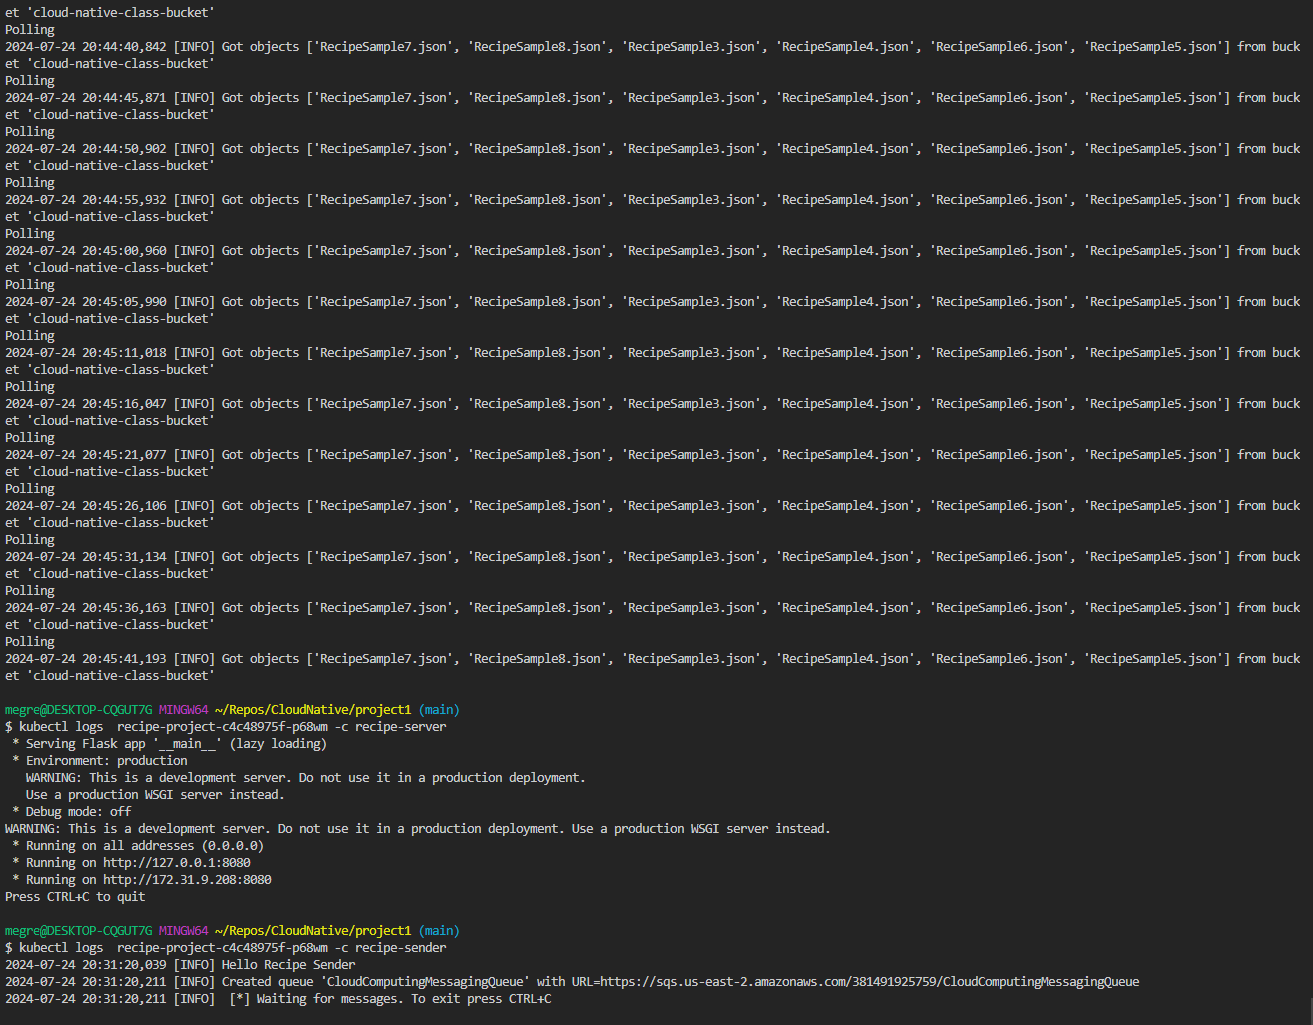 et 'cloud-native-class-bucket'
Polling
2024-07-24 20:44:40,842 [INFO] Got objects ['RecipeSample7.json', 'RecipeSample8.json', 'RecipeSample3.json', 'RecipeSample4.json', 'RecipeSample6.json', 'RecipeSample5.json'] from buck
et 'cloud-native-class-bucket'
Polling
2024-07-24 20:44:45,871 [INFO] Got objects ['RecipeSample7.json', 'RecipeSample8.json', 'RecipeSample3.json', 'RecipeSample4.json', 'RecipeSample6.json', 'RecipeSample5.json'] from buck
et 'cloud-native-class-bucket'
Polling
2024-07-24 20:44:50,902 [INFO] Got objects ['RecipeSample7.json', 'RecipeSample8.json', 'RecipeSample3.json', 'RecipeSample4.json', 'RecipeSample6.json', 'RecipeSample5.json'] from buck
et 'cloud-native-class-bucket'
Polling
2024-07-24 20:44:55,932 [INFO] Got objects ['RecipeSample7.json', 'RecipeSample8.json', 'RecipeSample3.json', 'RecipeSample4.json', 'RecipeSample6.json', 'RecipeSample5.json'] from buck
et 'cloud-native-class-bucket'
Polling
2024-07-24 20:45:00,960 [INFO] Got objects ['RecipeSample7.json', 'RecipeSample8.json', 'RecipeSample3.json', 'RecipeSample4.json', 'RecipeSample6.json', 'RecipeSample5.json'] from buck
et 'cloud-native-class-bucket'
Polling
2024-07-24 20:45:05,990 [INFO] Got objects ['RecipeSample7.json', 'RecipeSample8.json', 'RecipeSample3.json', 'RecipeSample4.json', 'RecipeSample6.json', 'RecipeSample5.json'] from buck
et 'cloud-native-class-bucket'
Polling
2024-07-24 20:45:11,018 [INFO] Got objects ['RecipeSample7.json', 'RecipeSample8.json', 'RecipeSample3.json', 'RecipeSample4.json', 'RecipeSample6.json', 'RecipeSample5.json'] from buck
et 'cloud-native-class-bucket'
Polling
2024-07-24 20:45:16,047 [INFO] Got objects ['RecipeSample7.json', 'RecipeSample8.json', 'RecipeSample3.json', 'RecipeSample4.json', 'RecipeSample6.json', 'RecipeSample5.json'] from buck
et 'cloud-native-class-bucket'
Polling
2024-07-24 20:45:21,077 [INFO] Got objects ['RecipeSample7.json', 'RecipeSample8.json', 'RecipeSample3.json', 'RecipeSample4.json', 'RecipeSample6.json', 'RecipeSample5.json'] from buck
et 'cloud-native-class-bucket'
Polling
2024-07-24 20:45:26,106 [INFO] Got objects ['RecipeSample7.json', 'RecipeSample8.json', 'RecipeSample3.json', 'RecipeSample4.json', 'RecipeSample6.json', 'RecipeSample5.json'] from buck
et 'cloud-native-class-bucket'
Polling
2024-07-24 20:45:31,134 [INFO] Got objects ['RecipeSample7.json', 'RecipeSample8.json', 'RecipeSample3.json', 'RecipeSample4.json', 'RecipeSample6.json', 'RecipeSample5.json'] from buck
et 'cloud-native-class-bucket'
Polling
2024-07-24 20:45:36,163 [INFO] Got objects ['RecipeSample7.json', 'RecipeSample8.json', 'RecipeSample3.json', 'RecipeSample4.json', 'RecipeSample6.json', 'RecipeSample5.json'] from buck
et 'cloud-native-class-bucket'
Polling
2024-07-24 20:45:41,193 [INFO] Got objects ['RecipeSample7.json', 'RecipeSample8.json', 'RecipeSample3.json', 'RecipeSample4.json', 'RecipeSample6.json', 'RecipeSample5.json'] from buck
et 'cloud-native-class-bucket'
megre@DESKTOP-CQGUT7G MINGW64 ~/Repos/CloudNative/project1 (main)
$ kubectl logs  recipe-project-c4c48975f-p68wm -c recipe-server
 * Serving Flask app '__main__' (lazy loading)
 * Environment: production
   WARNING: This is a development server. Do not use it in a production deployment.
   Use a production WSGI server instead.
 * Debug mode: off
WARNING: This is a development server. Do not use it in a production deployment. Use a production WSGI server instead.
 * Running on all addresses (0.0.0.0)
 * Running on http://127.0.0.1:8080
 * Running on http://172.31.9.208:8080
Press CTRL+C to quit
megre@DESKTOP-CQGUT7G MINGW64 ~/Repos/CloudNative/project1 (main)
$ kubectl logs  recipe-project-c4c48975f-p68wm -c recipe-sender
2024-07-24 20:31:20,039 [INFO] Hello Recipe Sender
2024-07-24 20:31:20,211 [INFO] Created queue 'CloudComputingMessagingQueue' with URL=https://sqs.us-east-2.amazonaws.com/381491925759/CloudComputingMessagingQueue
2024-07-24 20:31:20,211 [INFO]  [*] Waiting for messages. To exit press CTRL+C